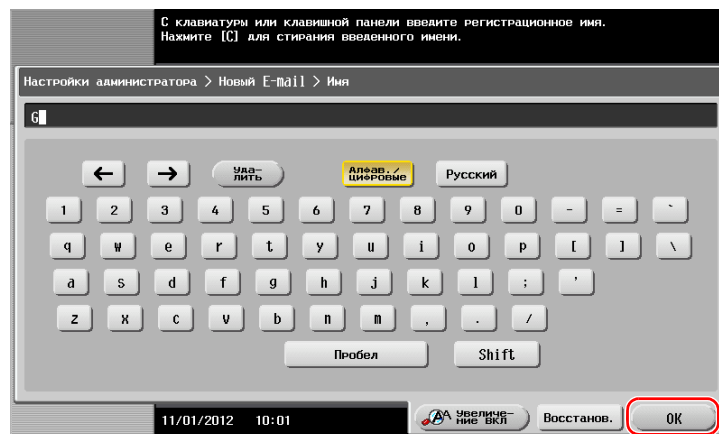 С клавиатуры или клавишной панели введите регистрационное имя.
Нажмите [C] для стирания введенного имени.
Настройки администратора > Новый E-mail > Имя
G
← → Уда-
лить Алфав./
цифровые Русский
1 2 3 4 5 6 7 8 9 0 - = `
q w e r t y u i o p [ ] \
a s d f g h j k l ; '
z x c v b n m , . /
Пробел Shift
11/01/2012 10:01 AA Увеличе-
ние вкл Восстанов. OK